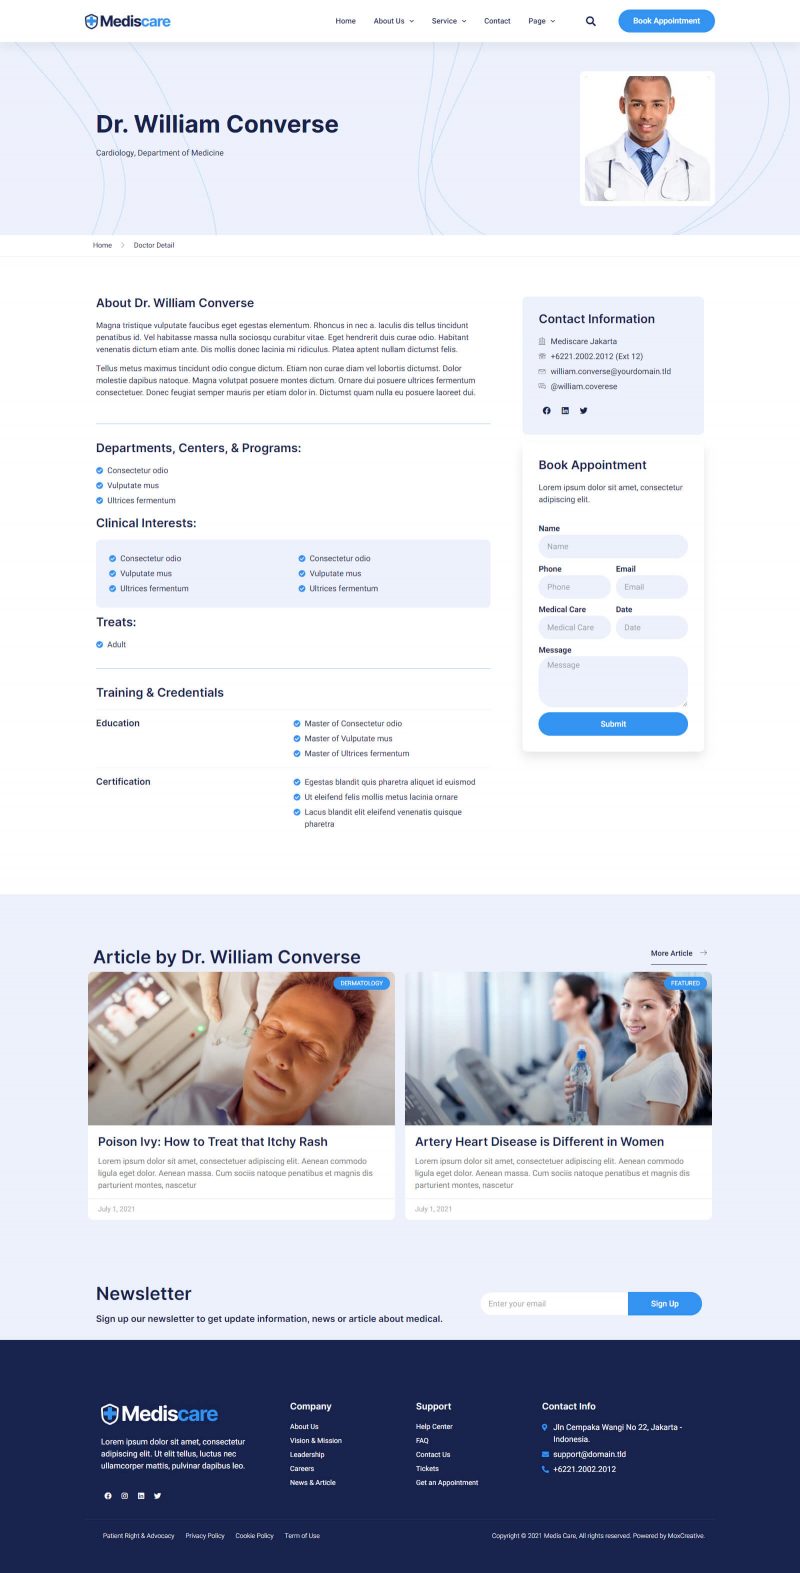 Mediscare
Home About Us Service Contact Page Book Appointment
Dr. William Converse
Cardiology, Department of Medicine
Home Doctor Detail
About Dr. William Converse
Magna tristique vulputate faucibus eget egestas elementum. Rhoncus in nec a. Iaculis dis tellus tincidunt
penatibus id. Vel habitasse massa nulla sociosqu curabitur vitae. Eget hendrerit duis curae odio. Habitant
venenatis dictum etiam ante. Dis mollis donec lacinia mi ridiculus. Platea aptent nullam dictumst felis.
Tellus metus maximus tincidunt odio congue dictum. Etiam non curae diam vel lobortis dictumst. Dolor
molestie dapibus natoque. Magna volutpat posuere montes dictum. Ornare dui posuere ultrices fermentum
consectetuer. Donec feugiat semper mauris per etiam dolor in. Dictumst quam nulla eu posuere laoreet dui.
Departments, Centers, & Programs:
Consectetur odio
Vulputate mus
Ultrices fermentum
Clinical Interests:
Consectetur odio
Vulputate mus
Ultrices fermentum
Consectetur odio
Vulputate mus
Ultrices fermentum
Treats:
Adult
Training & Credentials
Education
Master of Consectetur odio
Master of Vulputate mus
Master of Ultrices fermentum
Certification
Egestas blandit quis pharetra aliquet id euismod
Ut eleifend felis mollis metus lacinia ornare
Lacus blandit elit eleifend venenatis quisque
pharetra
Contact Information
Mediscare Jakarta
+6221.2002.2012 (Ext 12)
william.converse@yourdomain.tld
@william.coverese
Book Appointment
Lorem ipsum dolor sit amet, consectetur
adipiscing elit.
Name
Name
Phone Email
Phone Email
Medical Care Date
Medical Care Date
Message
Message
Submit
Article by Dr. William Converse
More Article
DERMATOLOGY
Poison Ivy: How to Treat that Itchy Rash
Lorem ipsum dolor sit amet, consectetuer adipiscing elit. Aenean commodo
ligula eget dolor. Aenean massa. Cum sociis natoque penatibus et magnis dis
parturient montes, nascetur
July 1, 2021
FEATURED
Artery Heart Disease is Different in Women
Lorem ipsum dolor sit amet, consectetuer adipiscing elit. Aenean commodo
ligula eget dolor. Aenean massa. Cum sociis natoque penatibus et magnis dis
parturient montes, nascetur
July 1, 2021
Newsletter
Sign up our newsletter to get update information, news or article about medical.
Enter your email
Sign Up
Mediscare
Lorem ipsum dolor sit amet, consectetur
adipiscing elit. Ut elit tellus, luctus nec
ullamcorper mattis, pulvinar dapibus leo.
Company
About Us
Vision & Mission
Leadership
Careers
News & Article
Support
Help Center
FAQ
Contact Us
Tickets
Get an Appointment
Contact Info
Jln Cempaka Wangi No 22, Jakarta -
Indonesia.
support@domain.tld
+6221.2002.2012
Patient Right & Advocacy Privacy Policy Cookie Policy Term of Use
Copyright © 2021 Medis Care, All rights reserved. Powered by MoxCreative.